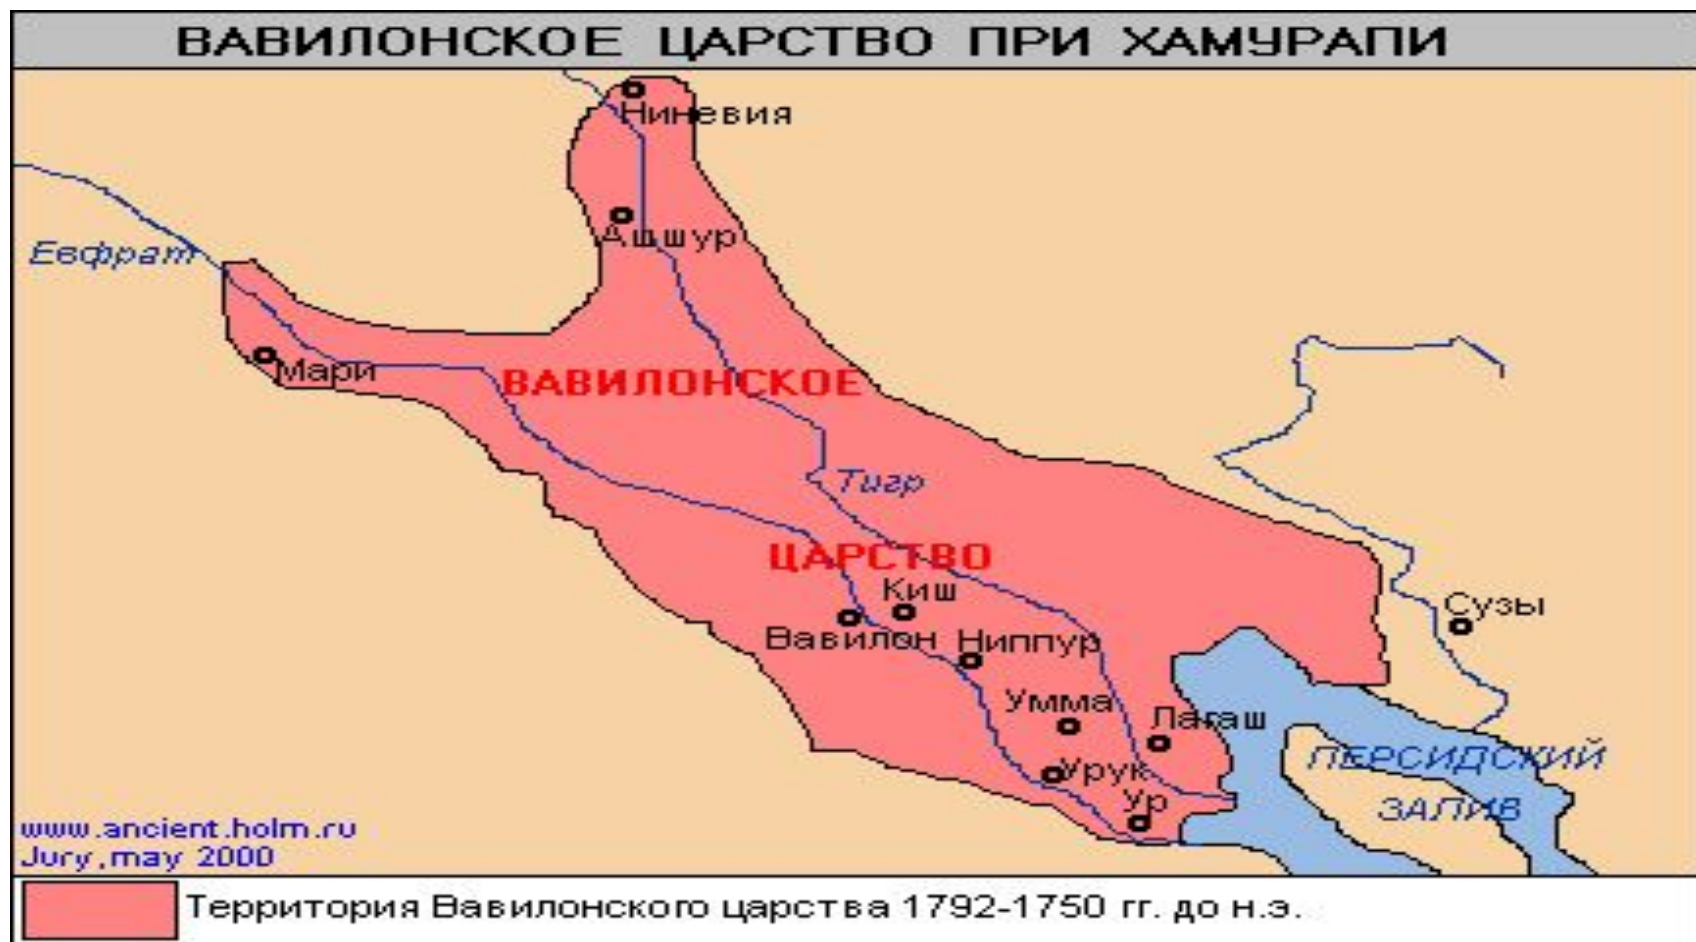 ВАВИЛОНСКОЕ ЦАРСТВО ПРИ ХАМУРАПИ
Ниневия
Ашшур
Евфрат
Мари
ВАВИЛОНСКОЕ
Тигр
ЦАРСТВО
Киш
Сузы
Вавилон
Ниппур
Умма
Лагаш
Урук
Ур
ПЕРСИДСКИЙ
ЗАЛИВ
www.ancient.holm.ru
Jury,may 2000
Территория Вавилонского царства 1792-1750 гг. до н.э.